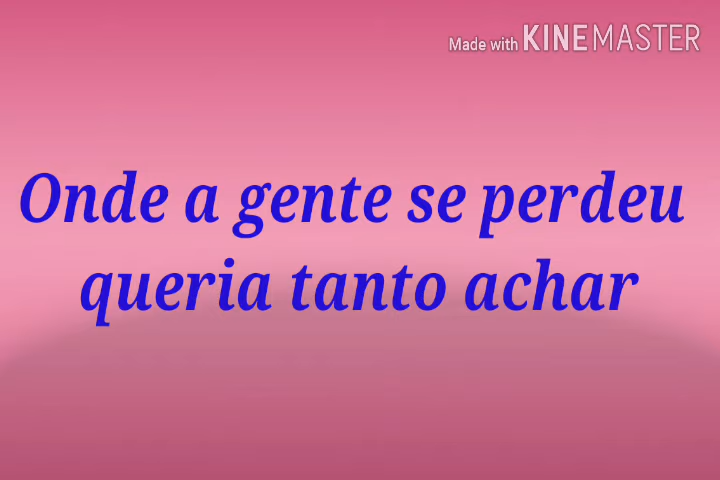 Made with KINEMASTER
Onde a gente se perdeu
queria tanto achar